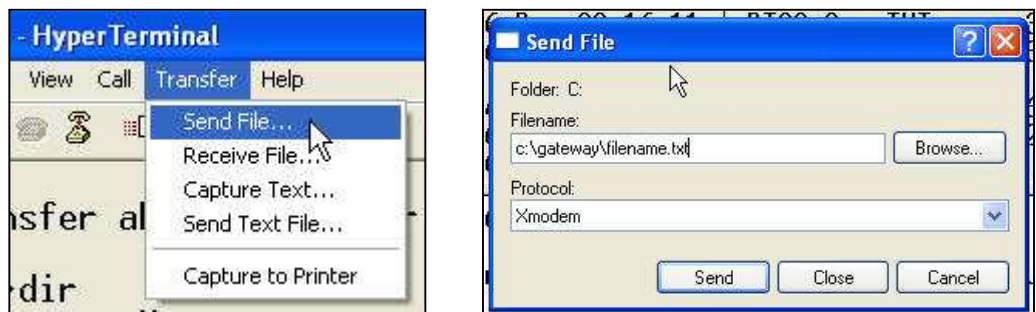 - HyperTerminal
View Call Transfer Help
Send File...
Receive File...
Capture Text...
Send Text File...
Capture to Printer
nsfer al
dir
Send File
Folder: C:
Filename:
c:\gateway\filename.txt
Browse...
Protocol:
Xmodem
Send Close Cancel